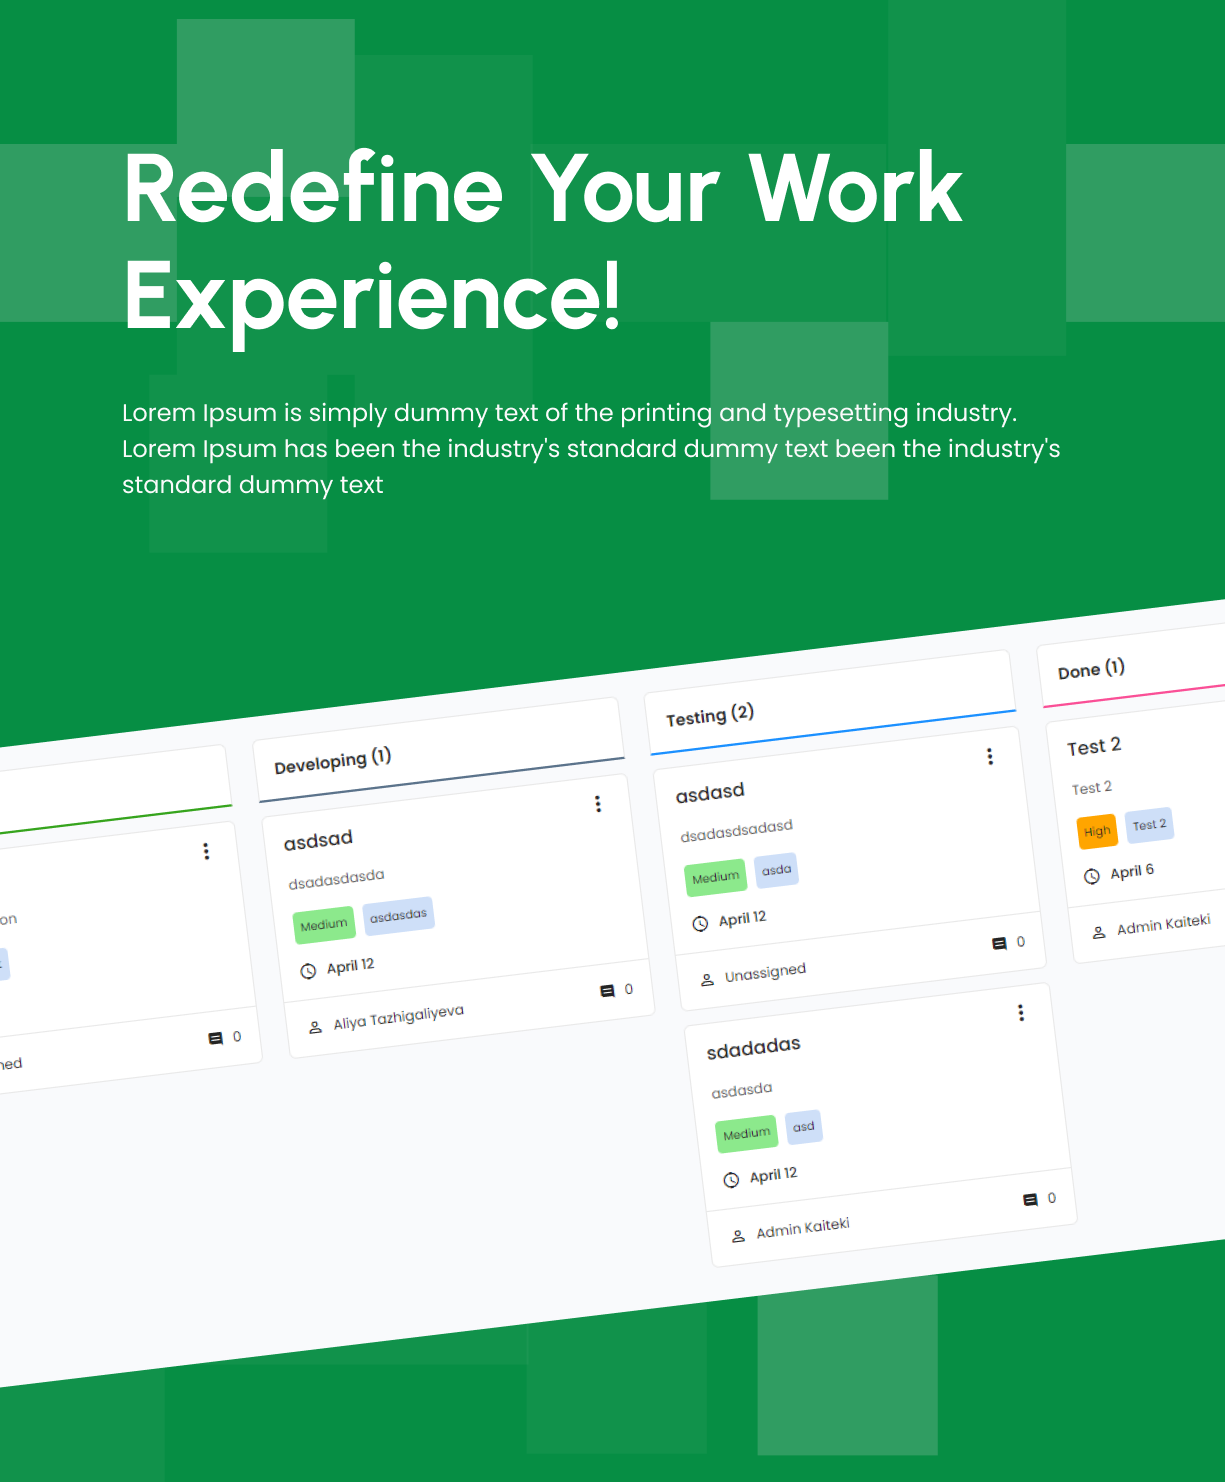 Redefine Your Work
Experience!
Lorem Ipsum is simply dummy text of the printing and typesetting industry.
Lorem Ipsum has been the industry's standard dummy text been the industry's
standard dummy text
on
ned
0
Developing (1)
asdsad
dsadasdasda
Medium asdasdas
April 12
Aliya Tazhigaliyeva 0
Testing (2)
asdasd
dsadasdsadasd
Medium asda
April 12
Unassigned 0
sdadadas
asdasda
Medium asd
April 12
Admin Kaiteki 0
Done (1)
Test 2
Test 2
High Test 2
April 6
Admin Kaiteki